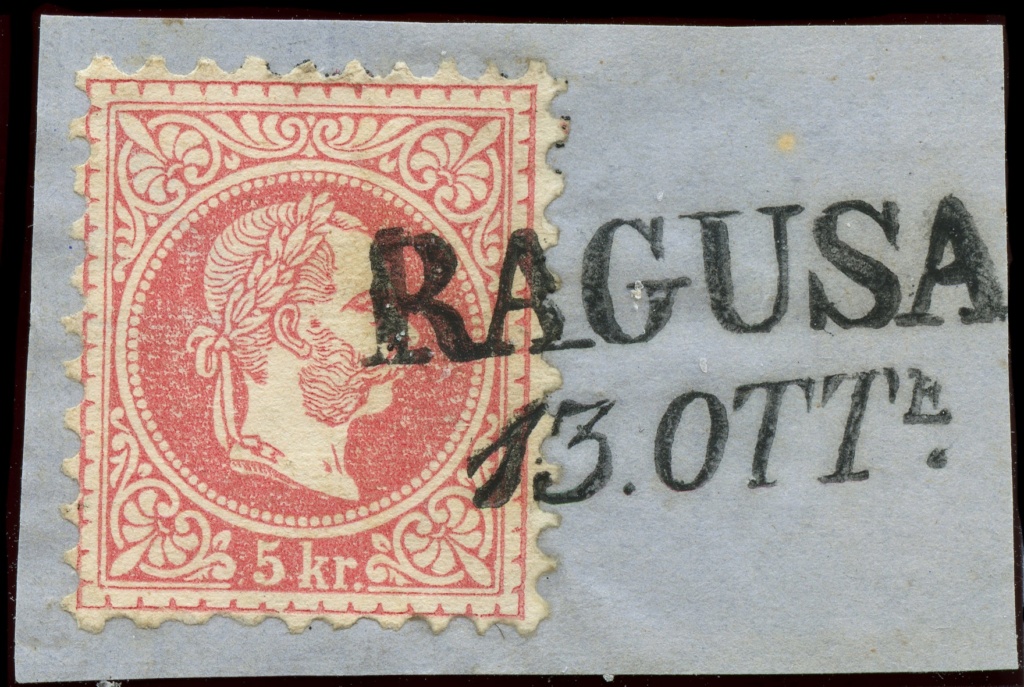 RAGUSA
13. OTTE.
5 kr.